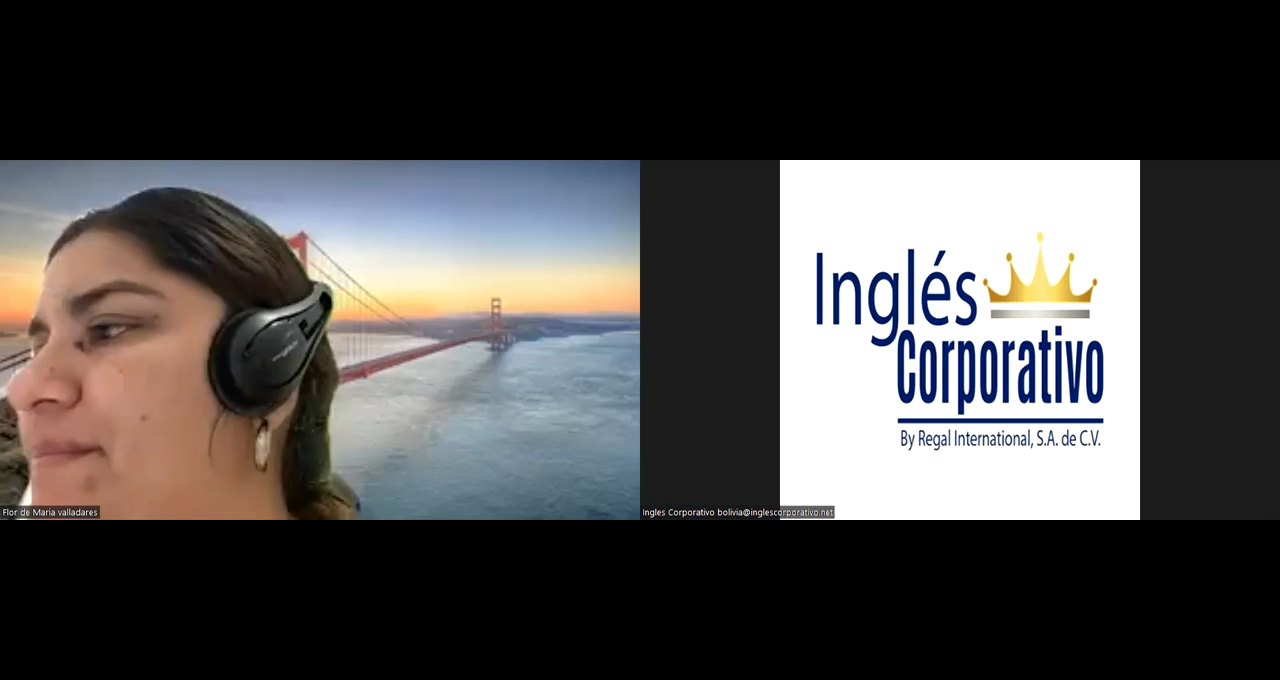 Inglés
Corporativo
By Regal International, S.A. de C.V.
Flor de Maria valladares
Ingles Corporativo bolivia@inglescorporativo.net